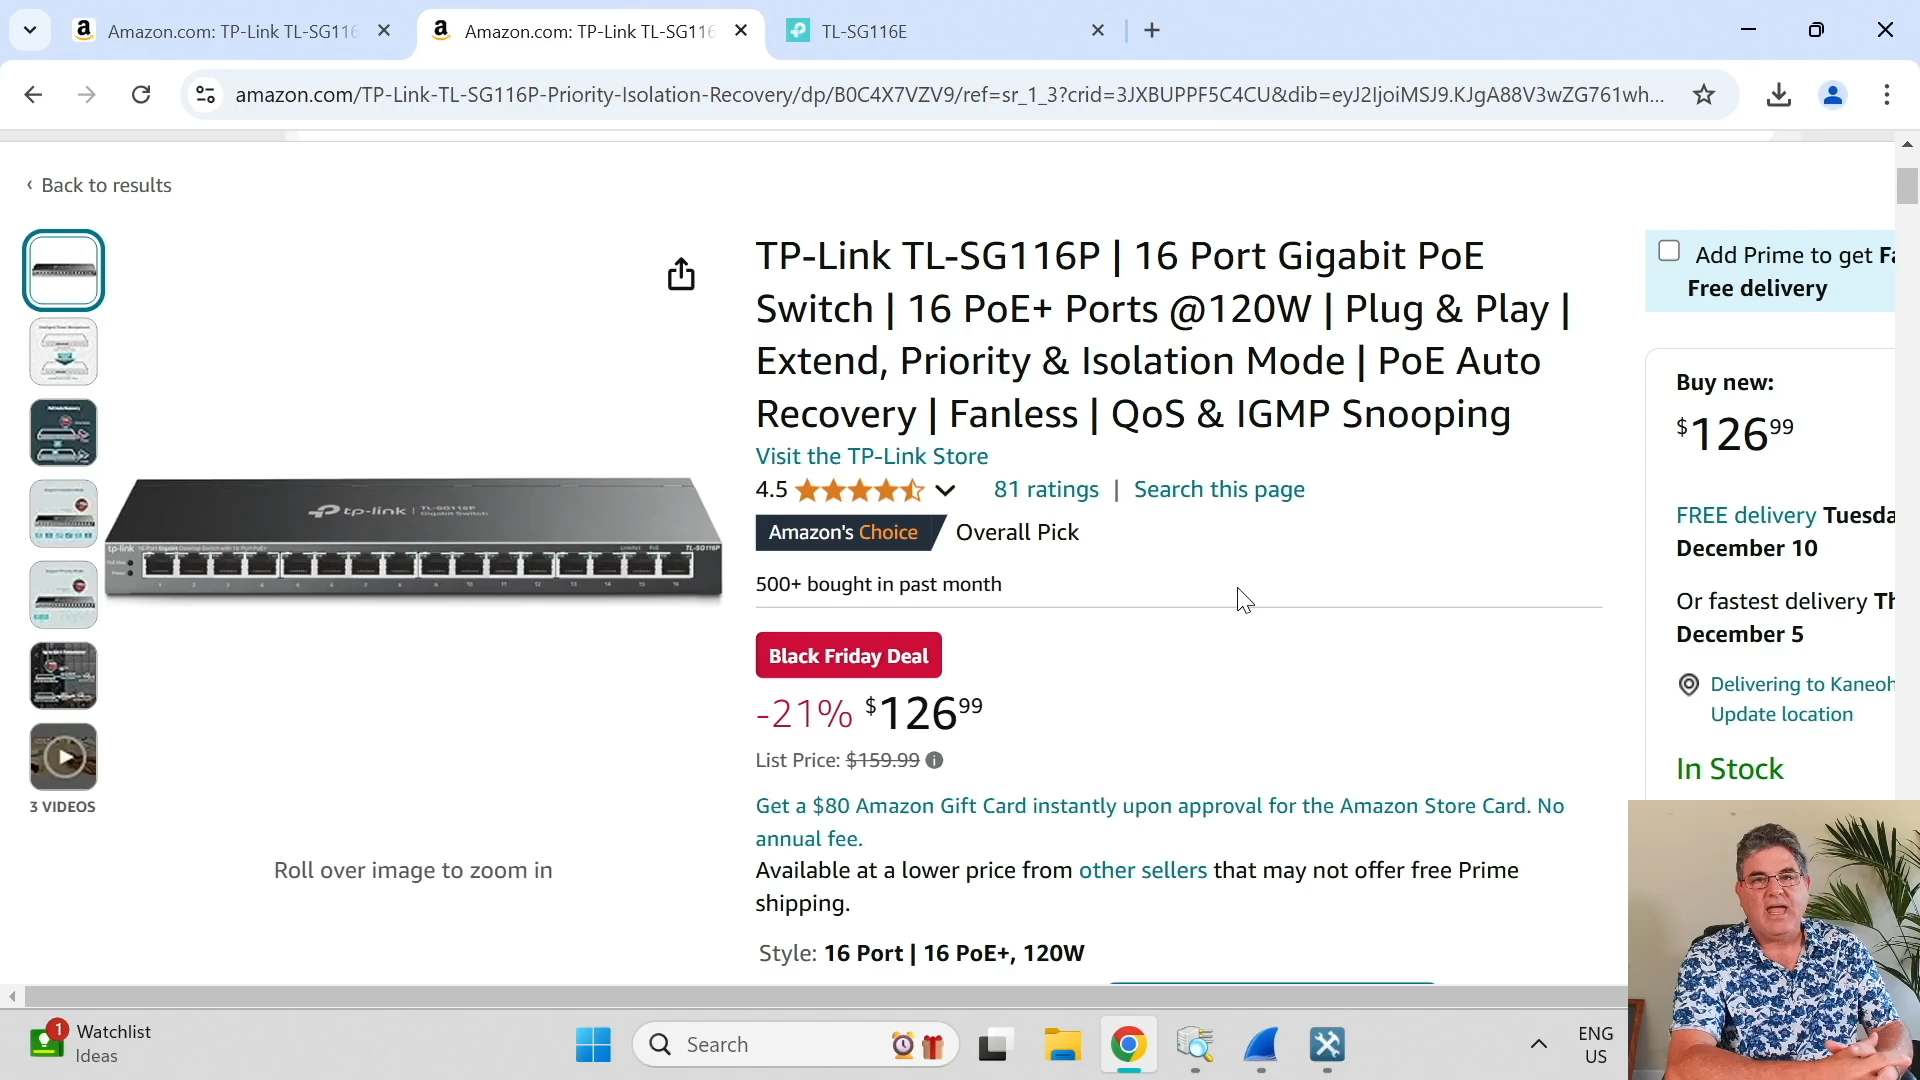 Amazon.com: TP-Link TL-SG116
Amazon.com: TP-Link TL-SG116
TL-SG116E
amazon.com/TP-Link-TL-SG116P-Priority-Isolation-Recovery/dp/B0C4X7VZV9/ref=sr_1_3?crid=3JXBUPPF5C4CU&dib=eyJ2IjoiMSJ9.KJgA88V3wZG761wh...
‹ Back to results
TP-Link TL-SG116P | 16 Port Gigabit PoE
Switch | 16 PoE+ Ports @120W | Plug & Play |
Extend, Priority & Isolation Mode | PoE Auto
Recovery | Fanless | QoS & IGMP Snooping
Visit the TP-Link Store
4.5
81 ratings | Search this page
Amazon's Choice Overall Pick
500+ bought in past month
Black Friday Deal
-21% $126 99
List Price: $159.99
Get a $80 Amazon Gift Card instantly upon approval for the Amazon Store Card. No
annual fee.
Available at a lower price from other sellers that may not offer free Prime
shipping.
Style: 16 Port | 16 PoE+, 120W
tp-link | TL-SG116P
Gigabit Switch
tp-link
TL-SG116P
3 VIDEOS
Roll over image to zoom in
Add Prime to get Fa
Free delivery
Buy new:
$126 99
FREE delivery Tuesda
December 10
Or fastest delivery Th
December 5
Delivering to Kaneoh
Update location
In Stock
1
Watchlist
Ideas
Search
ENG
US